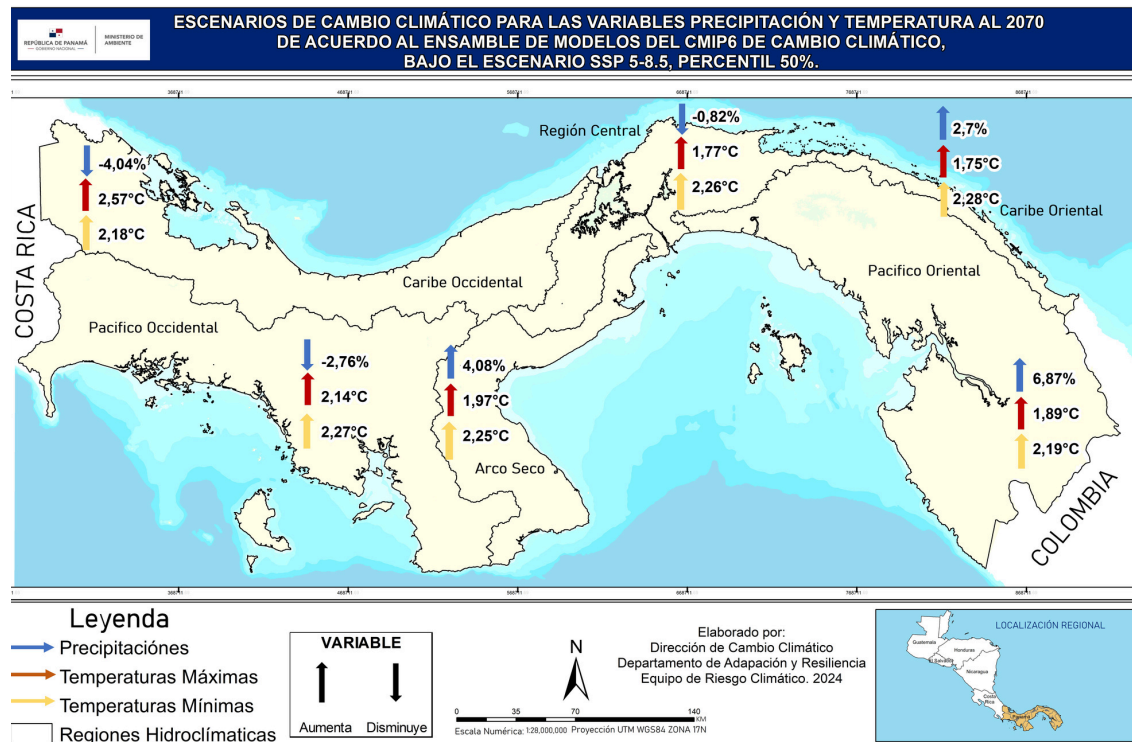 ESCENARIOS DE CAMBIO CLIMÁTICO PARA LAS VARIABLES PRECIPITACIÓN Y TEMPERATURA AL 2070
DE ACUERDO AL ENSAMBLE DE MODELOS DEL CMIP6 DE CAMBIO CLIMÁTICO,
BAJO EL ESCENARIO SSP 5-8.5, PERCENTIL 50%.
REPÚBLICA DE PANAMÁ
GOBIERNO NACIONAL
MINISTERIO DE
AMBIENTE
Región Central
-0,82%
1,77°C
2,26°C
2,7%
1,75°C
2,28°C
Caribe Oriental
-4,04%
2,57°C
2,18°C
COSTA RICA
Caribe Occidental
Pacifico Oriental
Pacifico Occidental
-2,76%
2,14°C
2,27°C
4,08%
1,97°C
2,25°C
Arco Seco
6,87%
1,89°C
2,19°C
COLOMBIA
Leyenda
Precipitaciónes
Temperaturas Máximas
Temperaturas Mínimas
Regiones Hidroclímaticas
VARIABLE
Aumenta
Disminuye
N
0 35 70 140
KM
Escala Numérica: 1:28,000,000 Proyección UTM WGS84 ZONA 17N
Elaborado por:
Dirección de Cambio Climático
Departamento de Adapación y Resiliencia
Equipo de Riesgo Climático. 2024
LOCALIZACIÓN REGIONAL
Guatemala
Honduras
El Salvador
Nicaragua
Costa
Rica
Panamá